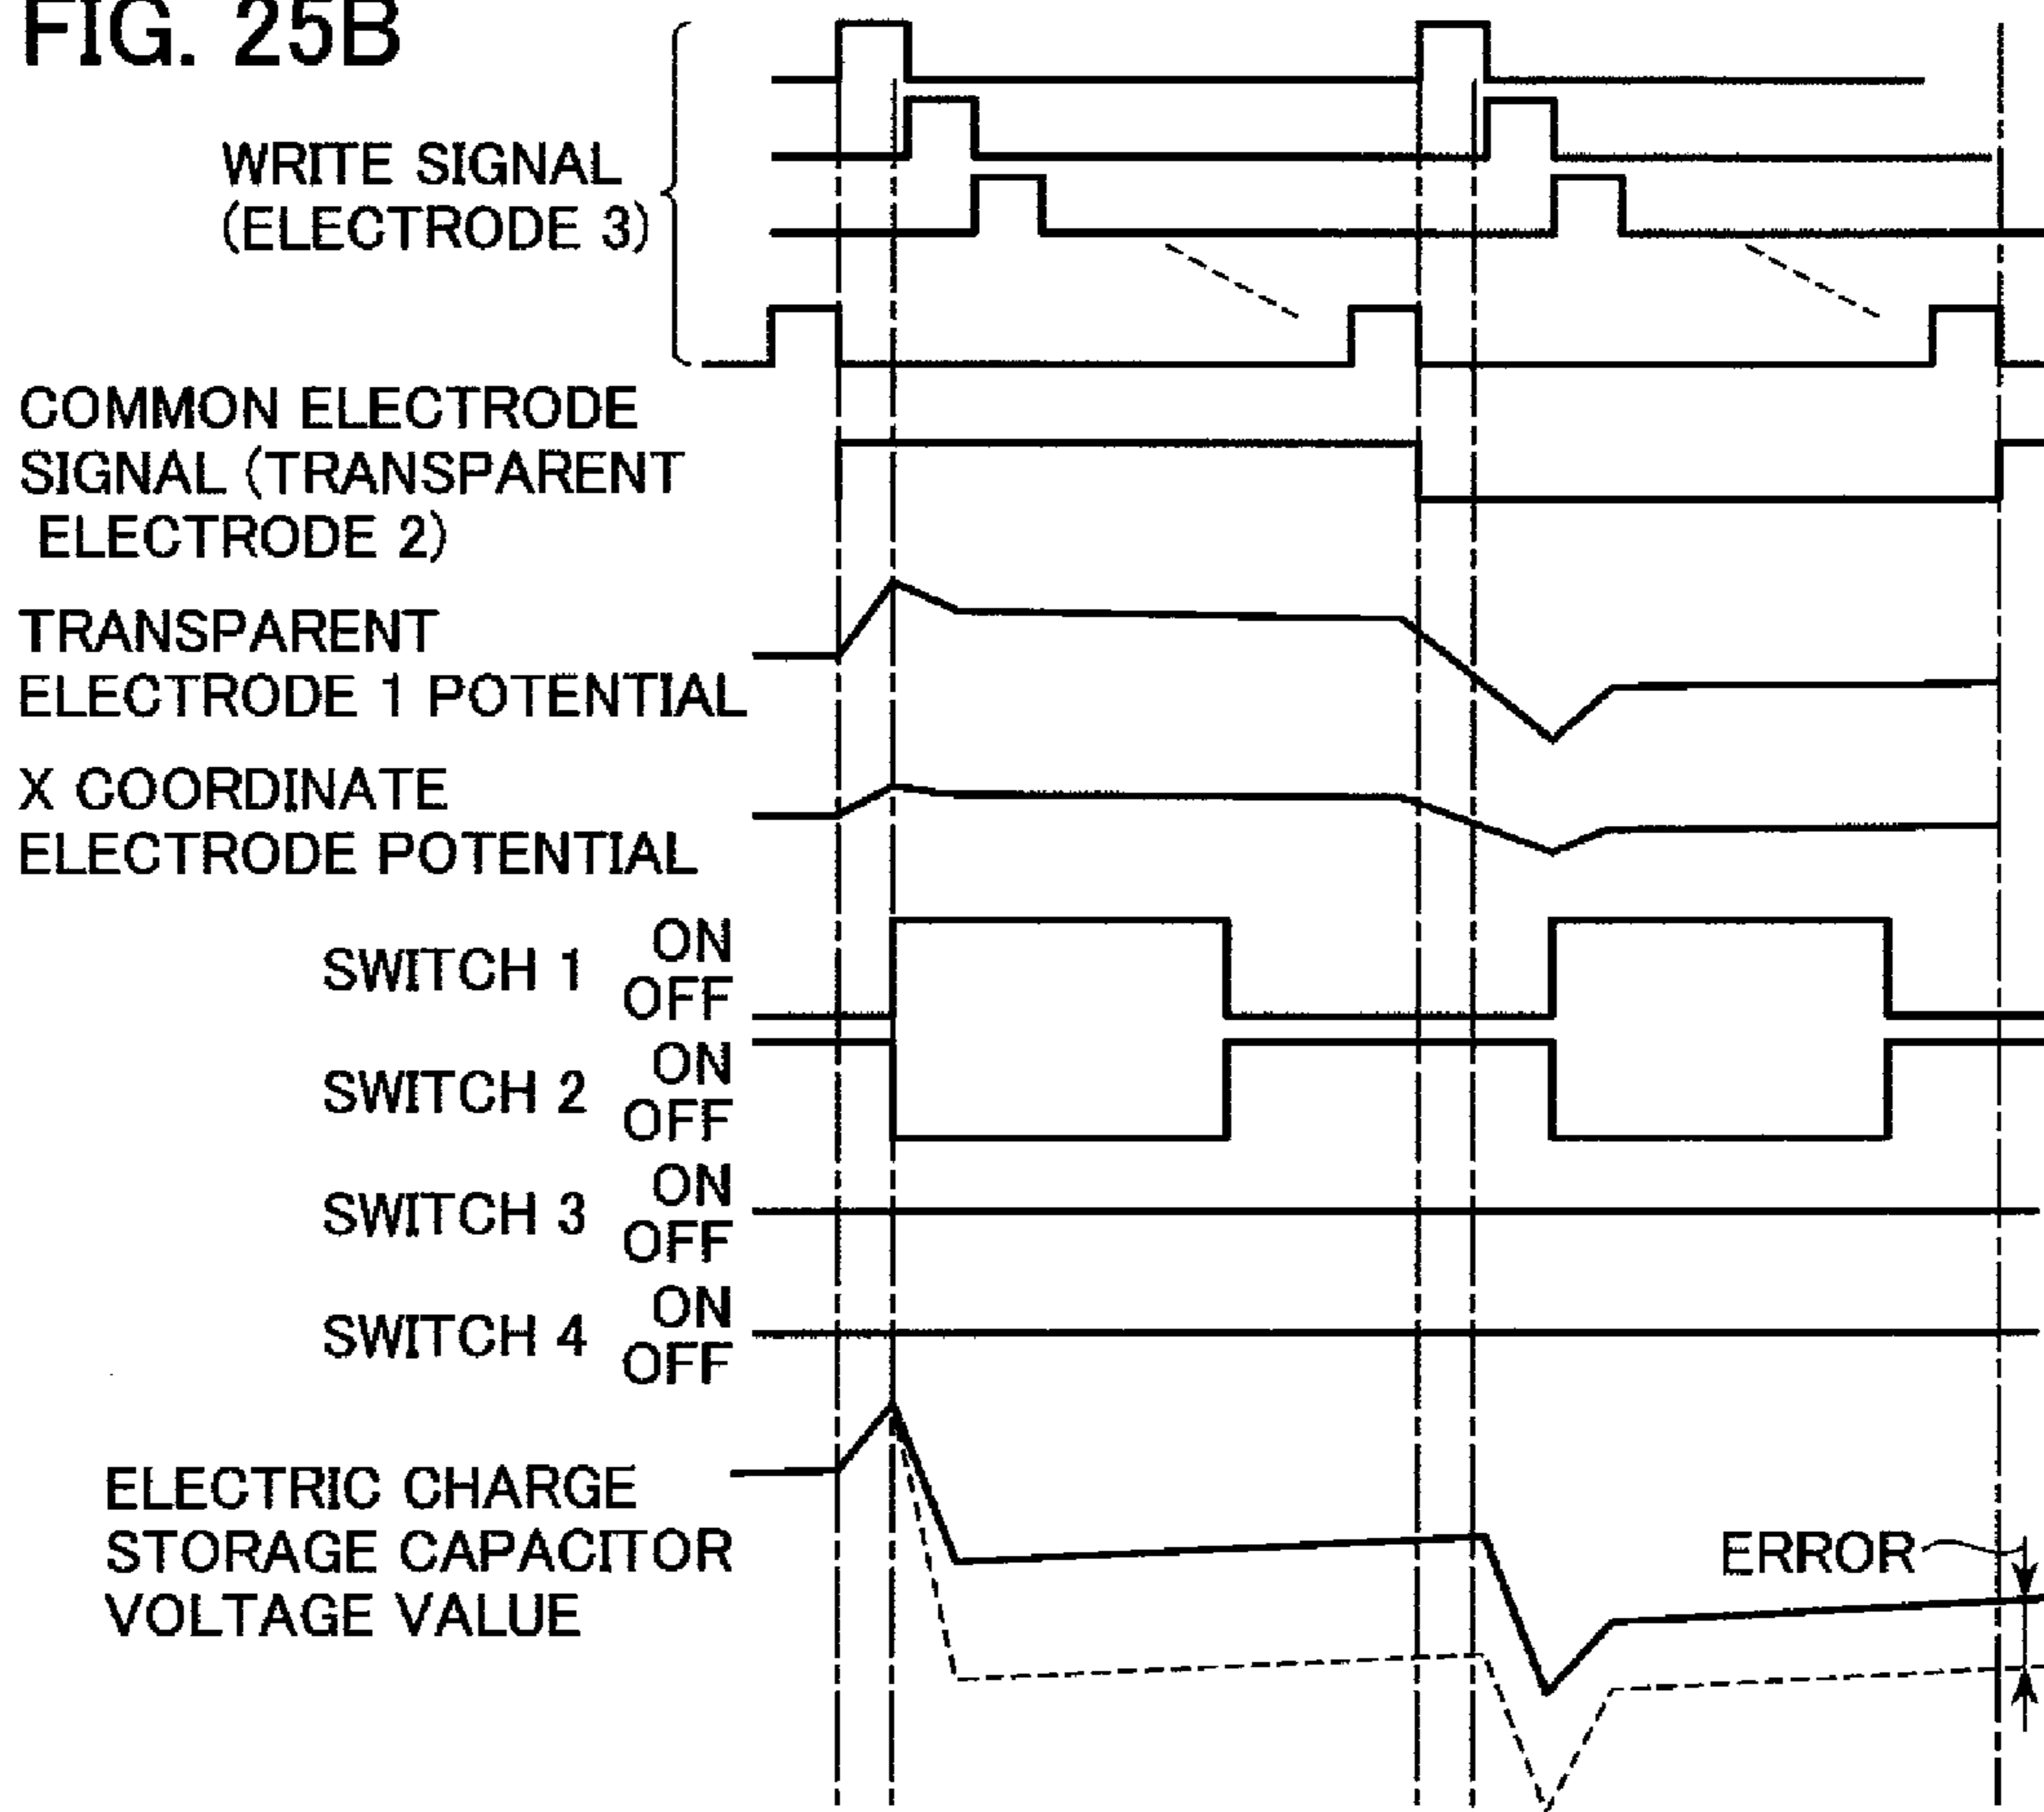 FIG. 25B
WRITE SIGNAL
(ELECTRODE 3)
COMMON ELECTRODE
SIGNAL (TRANSPARENT
ELECTRODE 2)
TRANSPARENT
ELECTRODE 1 POTENTIAL
X COORDINATE
ELECTRODE POTENTIAL
SWITCH 1 ON
OFF
SWITCH 2 ON
OFF
SWITCH 3 ON
OFF
SWITCH 4 ON
OFF
ELECTRIC CHARGE
STORAGE CAPACITOR
VOLTAGE VALUE
ERROR